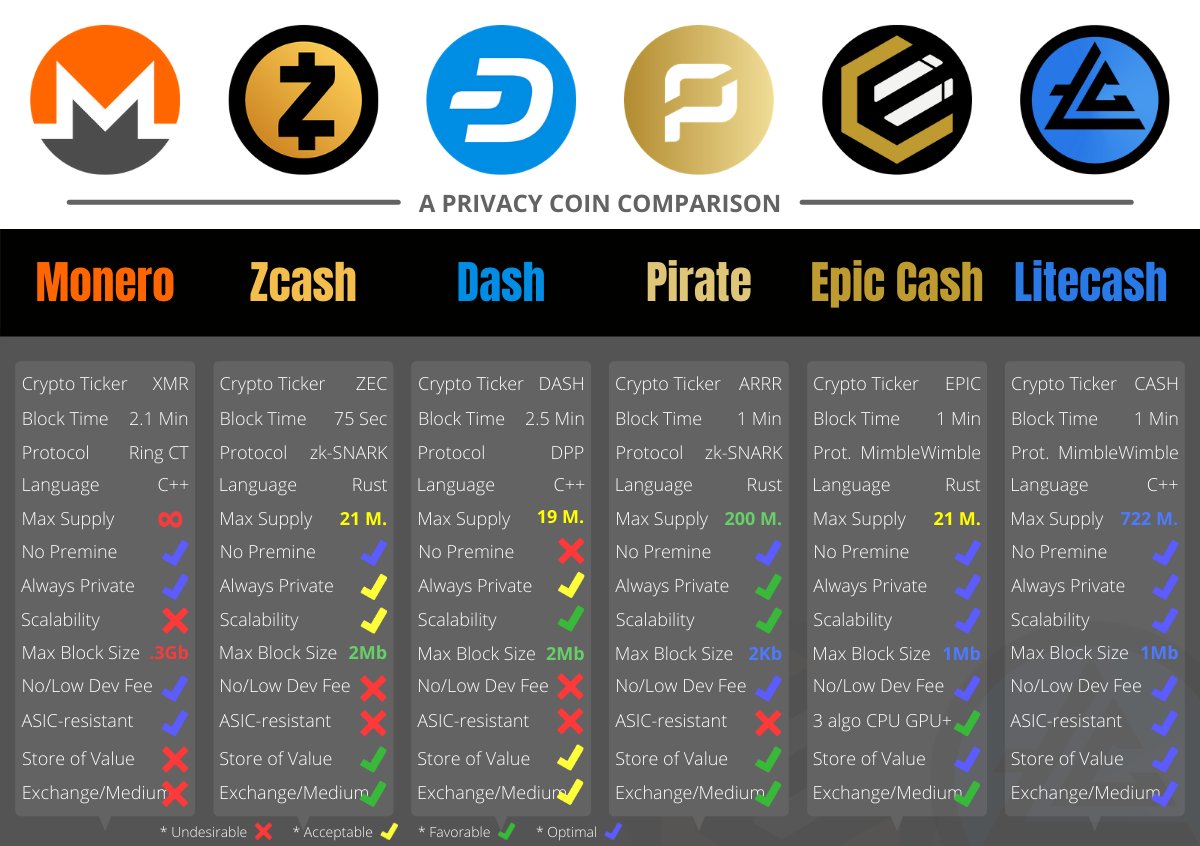 A PRIVACY COIN COMPARISON
Monero Zcash Dash Pirate Epic Cash Litecash
Crypto Ticker XMR
Block Time 2.1 Min
Protocol Ring CT
Language C++
Max Supply ∞
No Premine
Always Private
Scalability
Max Block Size .3Gb
No/Low Dev Fee
ASIC-resistant
Store of Value
Exchange/Medium
Crypto Ticker ZEC
Block Time 75 Sec
Protocol zk-SNARK
Language Rust
Max Supply 21 M.
No Premine
Always Private
Scalability
Max Block Size 2Mb
No/Low Dev Fee
ASIC-resistant
Store of Value
Exchange/Medium
Crypto Ticker DASH
Block Time 2.5 Min
Protocol DPP
Language C++
Max Supply 19 M.
No Premine
Always Private
Scalability
Max Block Size 2Mb
No/Low Dev Fee
ASIC-resistant
Store of Value
Exchange/Medium
Crypto Ticker ARRR
Block Time 1 Min
Protocol zk-SNARK
Language Rust
Max Supply 200 M.
No Premine
Always Private
Scalability
Max Block Size 2Kb
No/Low Dev Fee
ASIC-resistant
Store of Value
Exchange/Medium
Crypto Ticker EPIC
Block Time 1 Min
Prot. MimbleWimble
Language Rust
Max Supply 21 M.
No Premine
Always Private
Scalability
Max Block Size 1Mb
No/Low Dev Fee
3 algo CPU GPU+
Store of Value
Exchange/Medium
Crypto Ticker CASH
Block Time 1 Min
Prot. MimbleWimble
Language C++
Max Supply 722 M.
No Premine
Always Private
Scalability
Max Block Size 1Mb
No/Low Dev Fee
ASIC-resistant
Store of Value
Exchange/Medium
* Undesirable * Acceptable * Favorable * Optimal